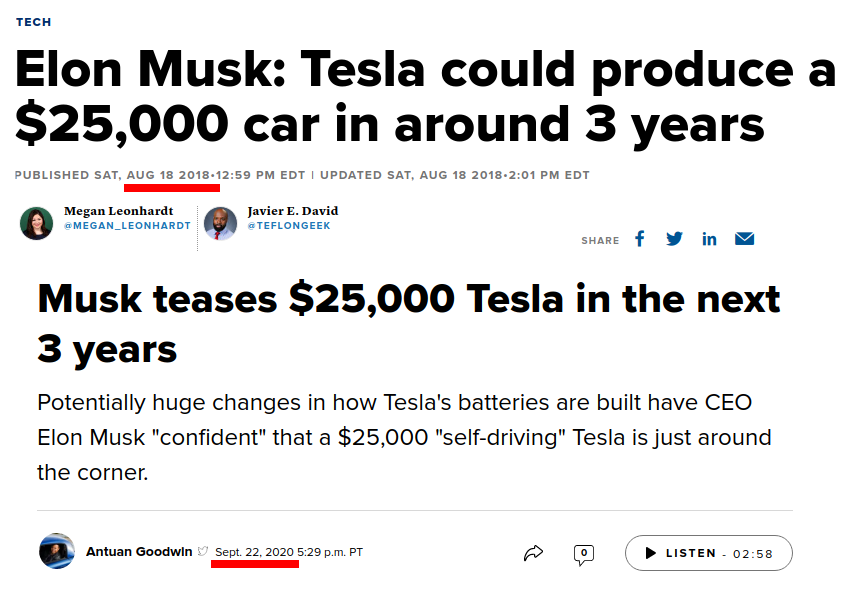 TECH
Elon Musk: Tesla could produce a
$25,000 car in around 3 years
PUBLISHED SAT, AUG 18 2018•12:59 PM EDT | UPDATED SAT, AUG 18 2018•2:01 PM EDT
Megan Leonhardt
@MEGAN_LEONHARDT
Javier E. David
@TEFLONGEEK
SHARE
Musk teases $25,000 Tesla in the next
3 years
Potentially huge changes in how Tesla's batteries are built have CEO
Elon Musk "confident" that a $25,000 "self-driving" Tesla is just around
the corner.
Antuan Goodwin Sept. 22, 2020 5:29 p.m. PT
0
LISTEN - 02:58